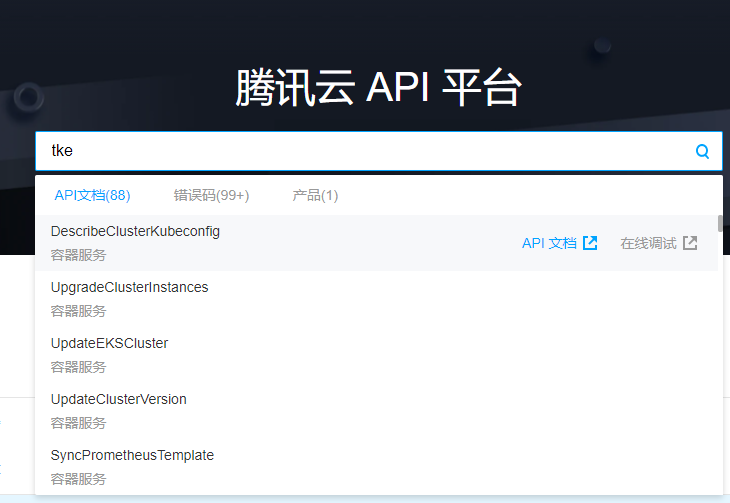 腾讯云 API 平台
tke
API文档(88) 错误码(99+) 产品(1)
DescribeClusterKubeconfig
容器服务
API 文档 在线调试
UpgradeClusterInstances
容器服务
UpdateEKSCluster
容器服务
UpdateClusterVersion
容器服务
SyncPrometheusTemplate
容器服务